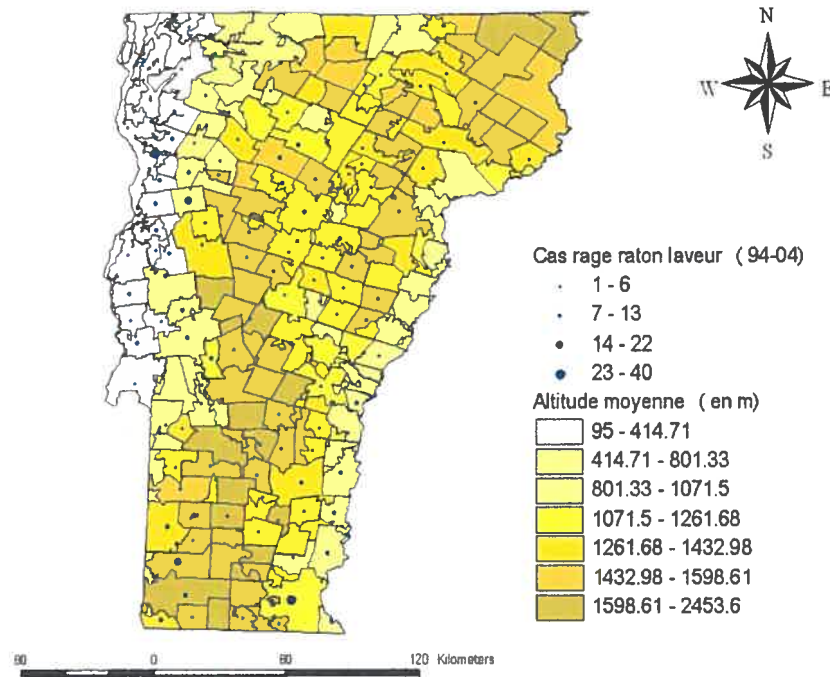 N
W E
S
Cas rage raton laveur ( 94-04)
1 - 6
7 - 13
14 - 22
23 - 40
Altitude moyenne ( en m)
95 - 414.71
414.71 - 801.33
801.33 - 1071.5
1071.5 - 1261.68
1261.68 - 1432.98
1432.98 - 1598.61
1598.61 - 2453.6
0 120 Kilometers